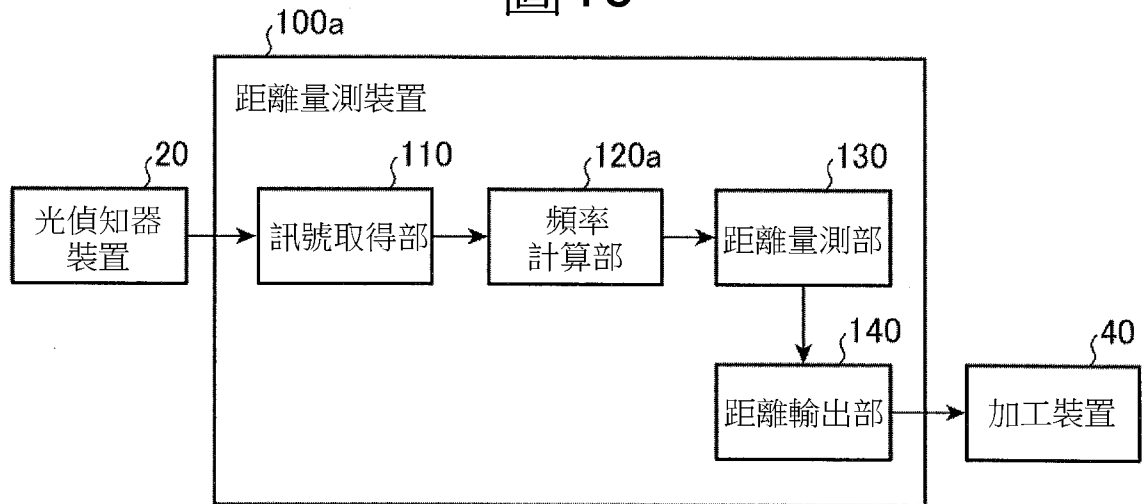 圖
100a
距離量測裝置
20
110
120a
130
光偵知器
裝置
訊號取得部
頻率
計算部
距離量測部
140
40
距離輸出部
加工裝置